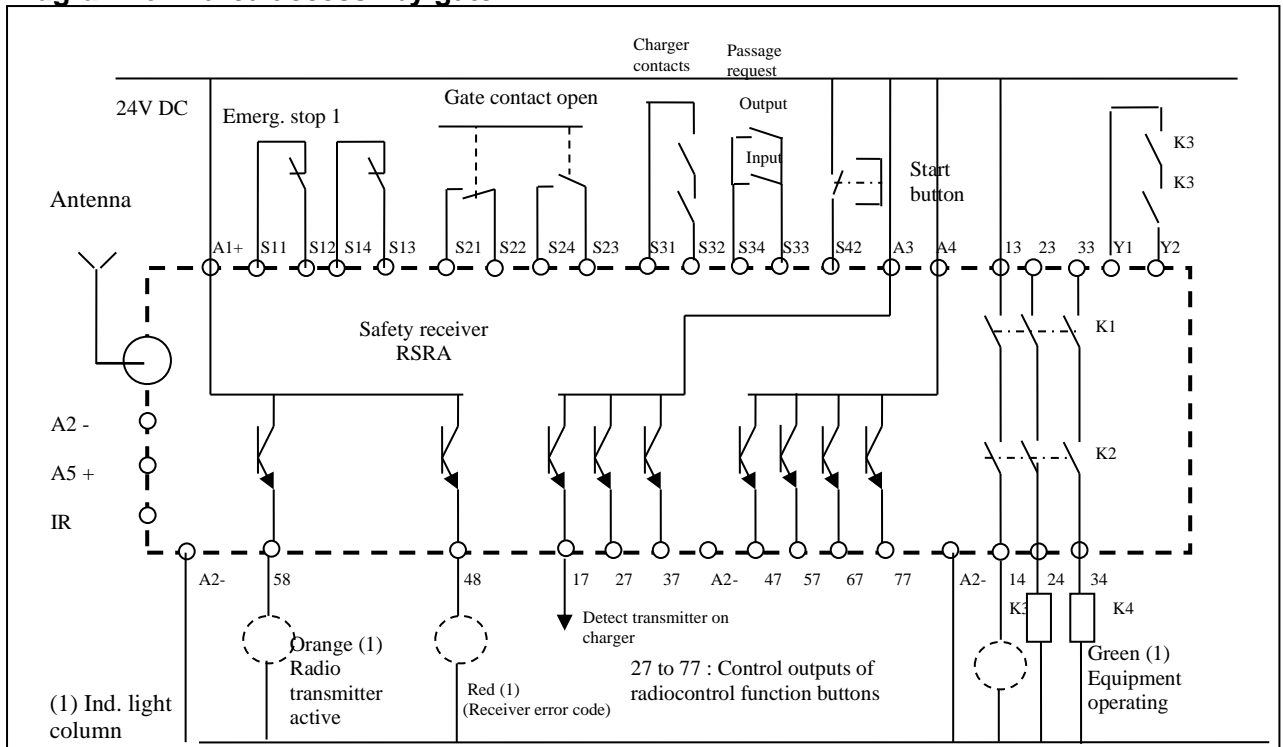 Charger
contacts
Passage
request
24V DC
Emerg. stop 1
Gate contact open
Output
Input
Start
button
K3
K3
Antenna
A1+ S11 S12 S14 S13 S21 S22 S24 S23 S31 S32 S34 S33 S42 A3 A4 13 23 33 Y1 Y2
Safety receiver
RSRA
K1
A2 -
A5 +
IR
K2
A2- 58 48 17 27 37 A2- 47 57 67 77 A2- 14 24 34
K3 K4
Detect transmitter on
charger
Orange (1)
Radio
transmitter
active
Red (1)
(Receiver error code)
27 to 77 : Control outputs of
radiocontrol function buttons
Green (1)
Equipment
operating
(1) Ind. light
column